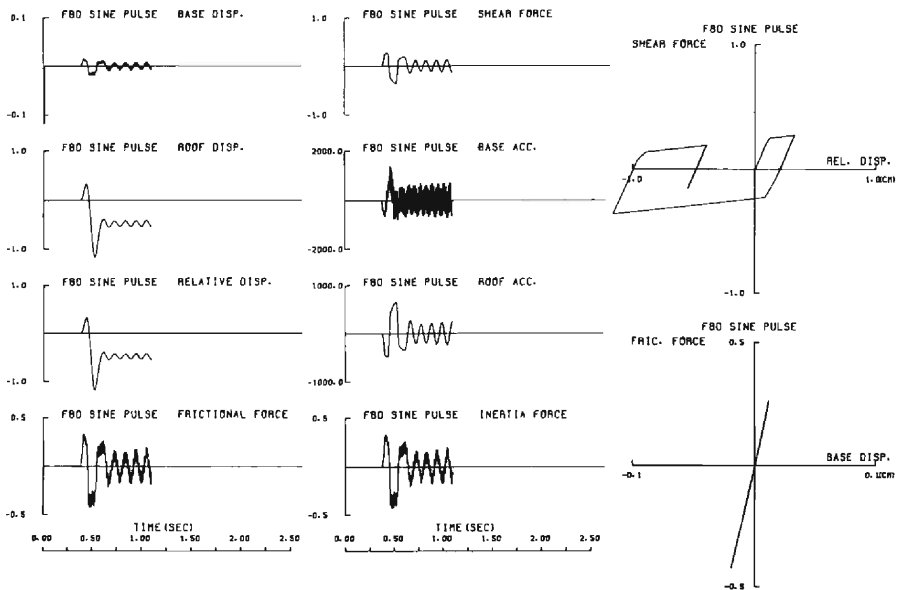 F80 SINE PULSE BASE DISP.
0.1
-0.1
F80 SINE PULSE ROOF DISP.
1.0
-1.0
F80 SINE PULSE RELATIVE DISP.
1.0
-1.0
F80 SINE PULSE FRICTIONAL FORCE
0.5
-0.5
TIME(SEC)
0.00 0.50 1.00 1.50 2.00 2.50
F80 SINE PULSE SHEAR FORCE
1.0
-1.0
F80 SINE PULSE BASE ACC.
2000.0
-2000.0
F80 SINE PULSE ROOF ACC.
1000.0
-1000.0
F80 SINE PULSE INERTIA FORCE
0.5
-0.5
TIME(SEC)
0.00 0.50 1.00 1.50 2.00 2.50
F80 SINE PULSE
SHEAR FORCE 1.0
REL. DISP.
-1.0 1.0(CM)
-1.0
F80 SINE PULSE
FRIC. FORCE 0.5
BASE DISP.
-0.1 0.1(CM)
-0.5